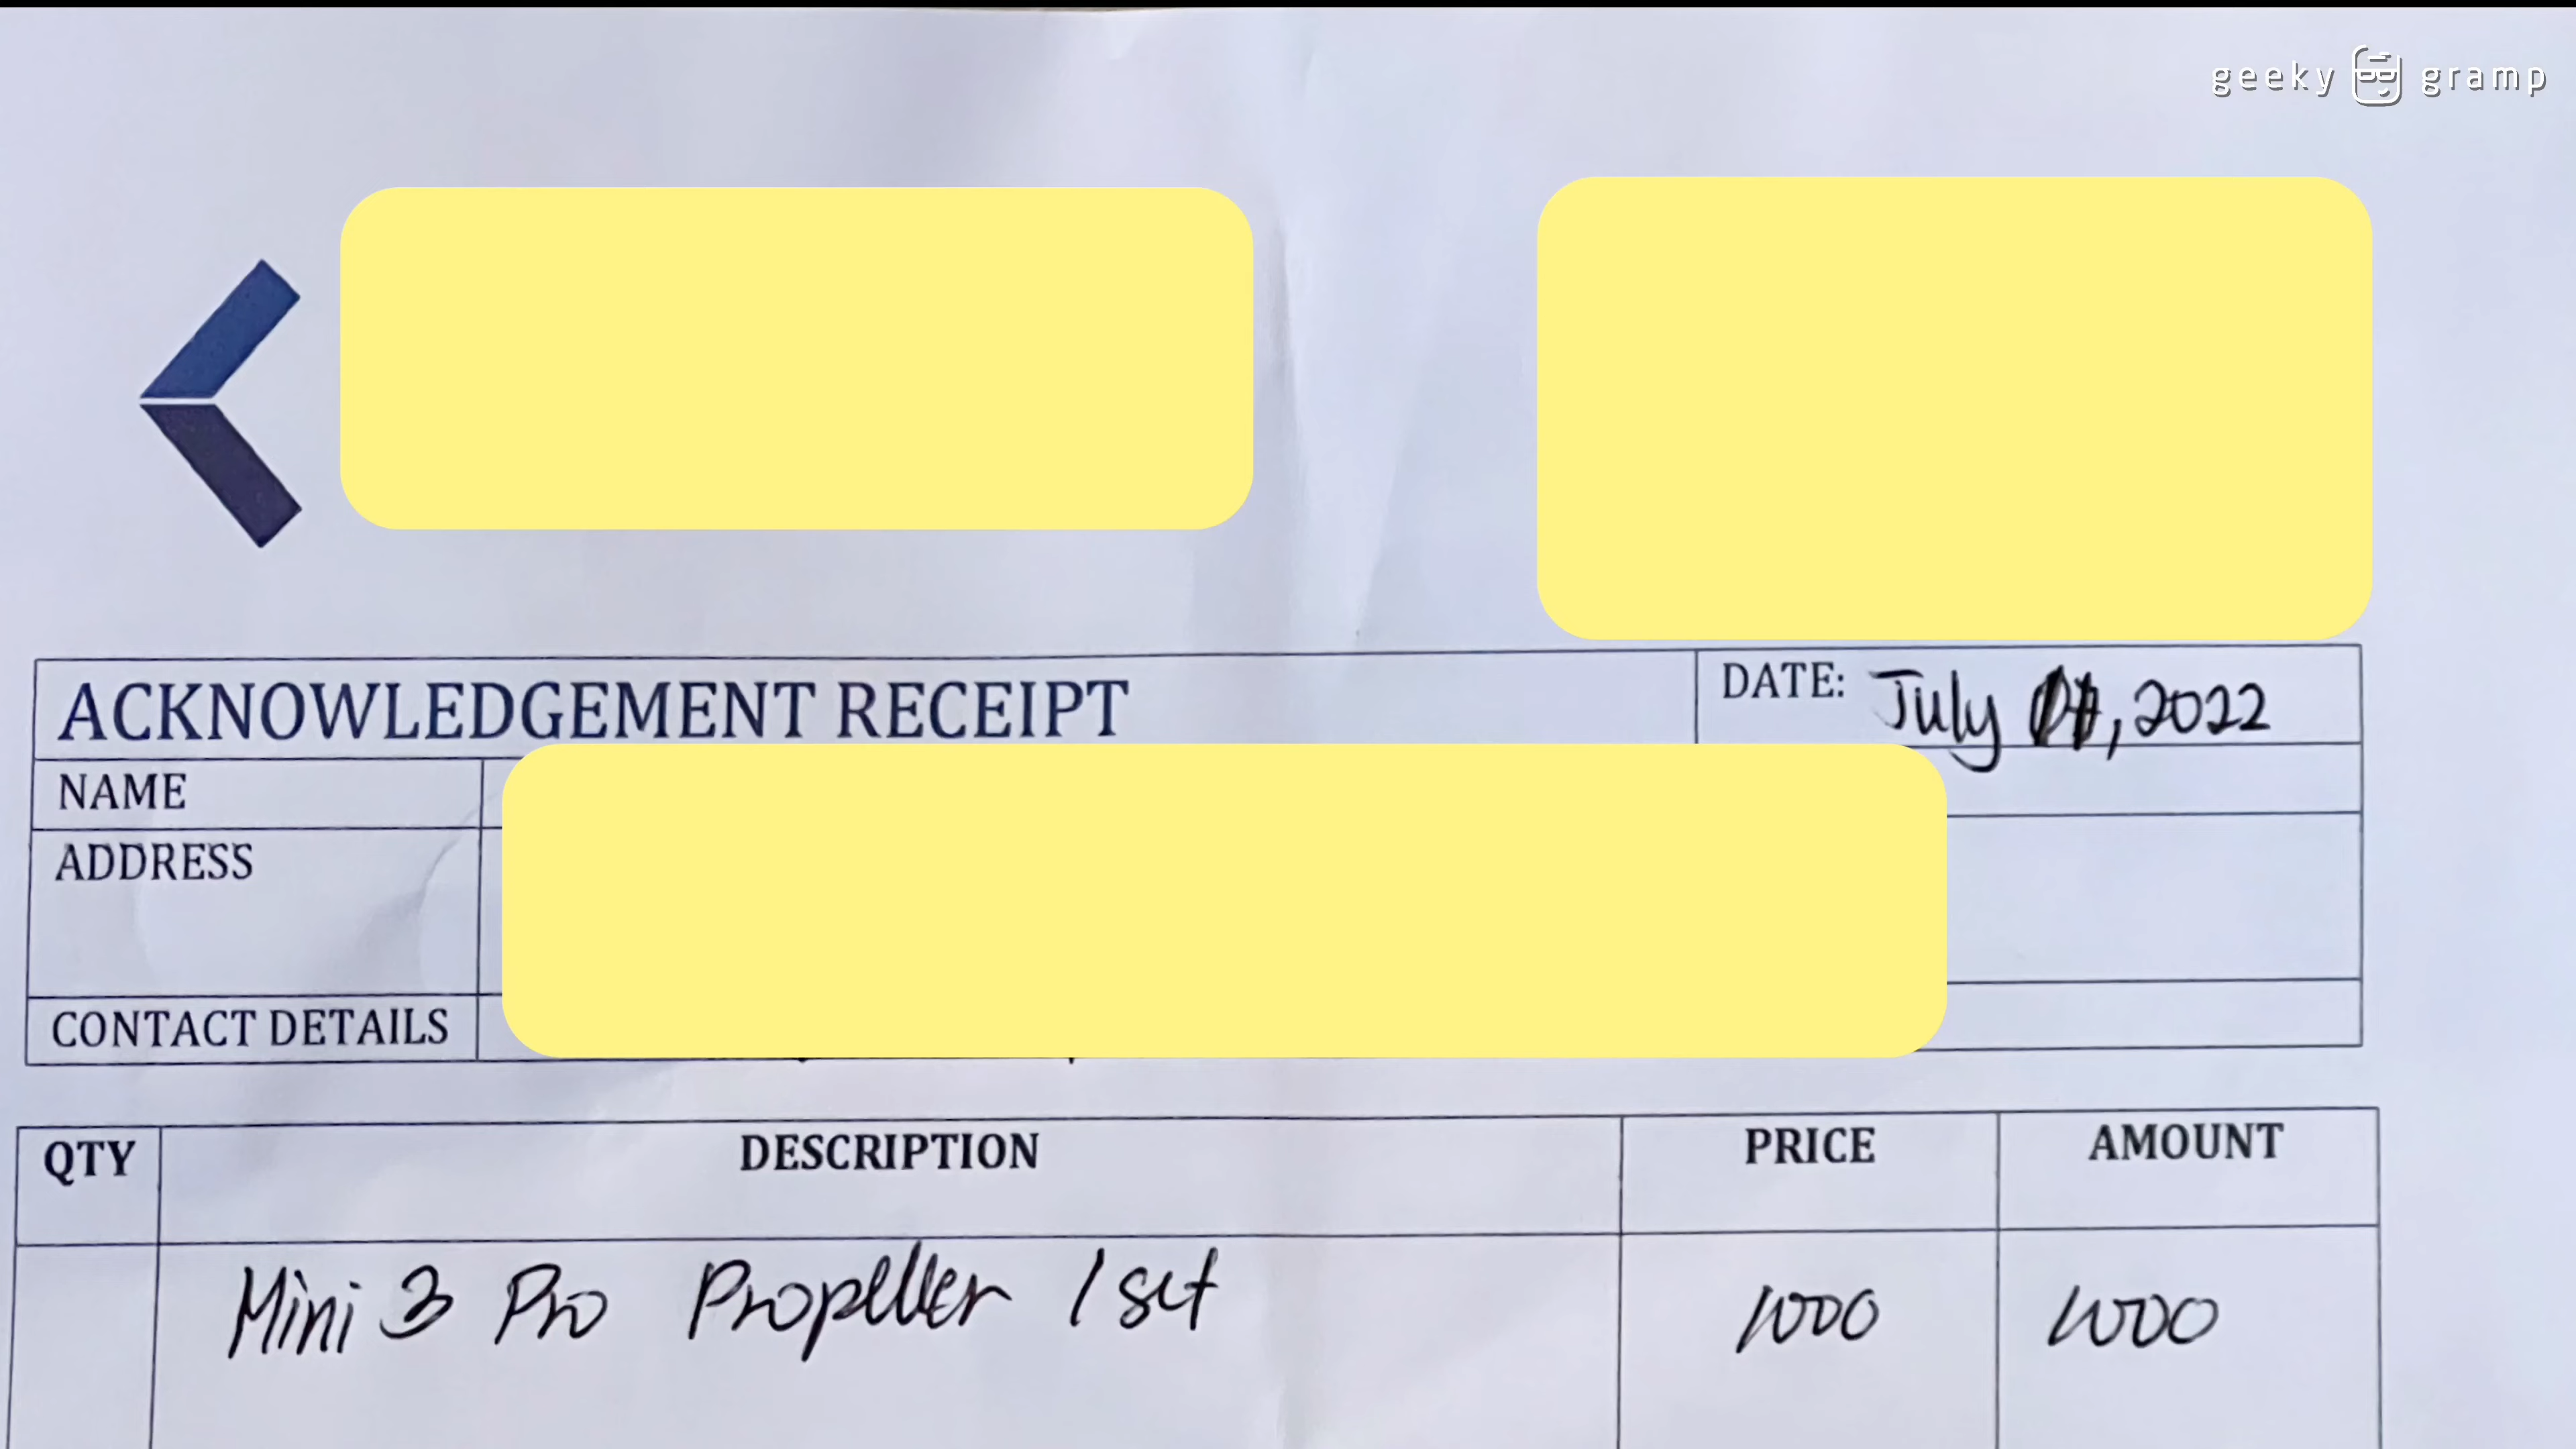 geeky gramp
ACKNOWLEDGEMENT RECEIPT
DATE: July , 2022
NAME
ADDRESS
CONTACT DETAILS
QTY DESCRIPTION PRICE AMOUNT
Mini 3 Pro Propeller 1 set 1000 1000